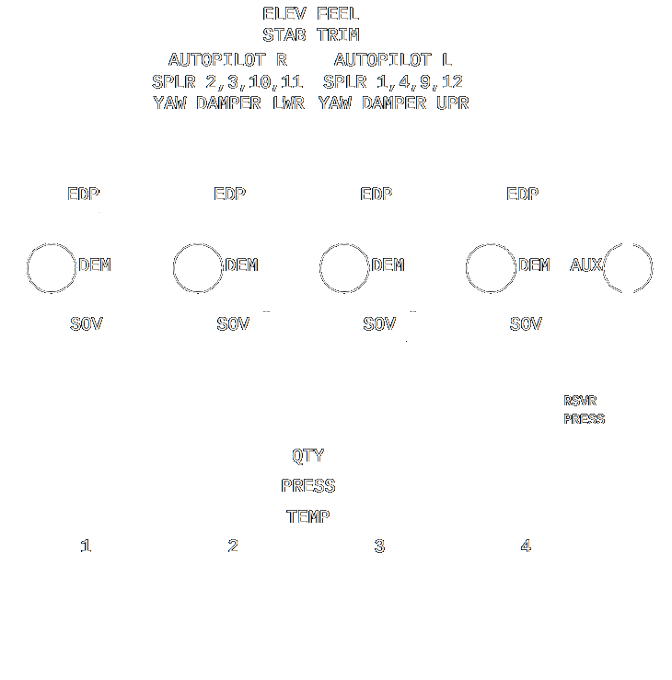 ELEV FEEL
STAB TRIM
AUTOPILOT R AUTOPILOT L
SPLR 2,3,10,11 SPLR 1,4,9,12
YAW DAMPER LWR YAW DAMPER UPR
EDP EDP EDP EDP
DEM DEM DEM DEM AUX
SOV SOV SOV SOV
RSVR
PRESS
QTY
PRESS
TEMP
1 2 3 4